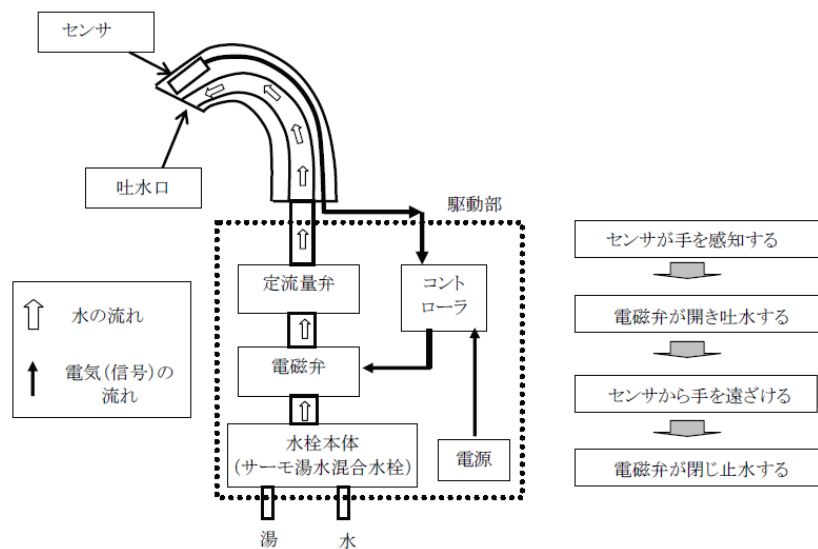 センサ
吐水口
駆動部
定流量弁
コント
ローラ
電磁弁
水栓本体
(サーモ湯水混合水栓)
電源
湯
水
水の流れ
電気(信号)の
流れ
センサが手を感知する
電磁弁が開き吐水する
センサから手を遠ざける
電磁弁が閉じ止水する